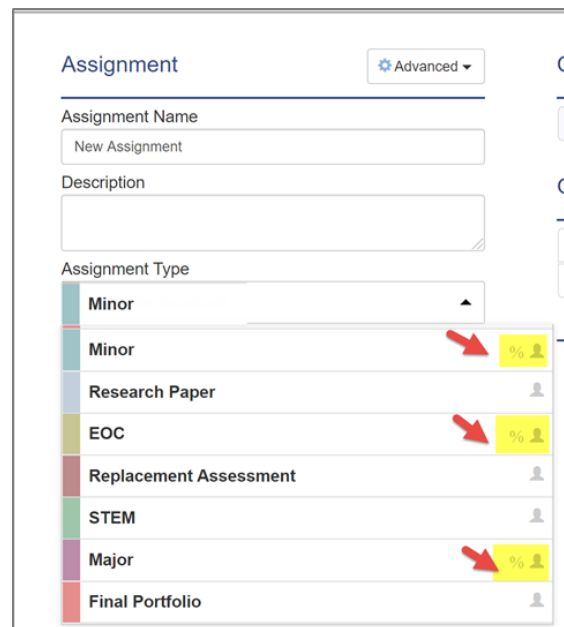 Assignment
Advanced
Assignment Name
New Assignment
Description
Assignment Type
Minor
Minor %
Research Paper
EOC %
Replacement Assessment
STEM
Major %
Final Portfolio